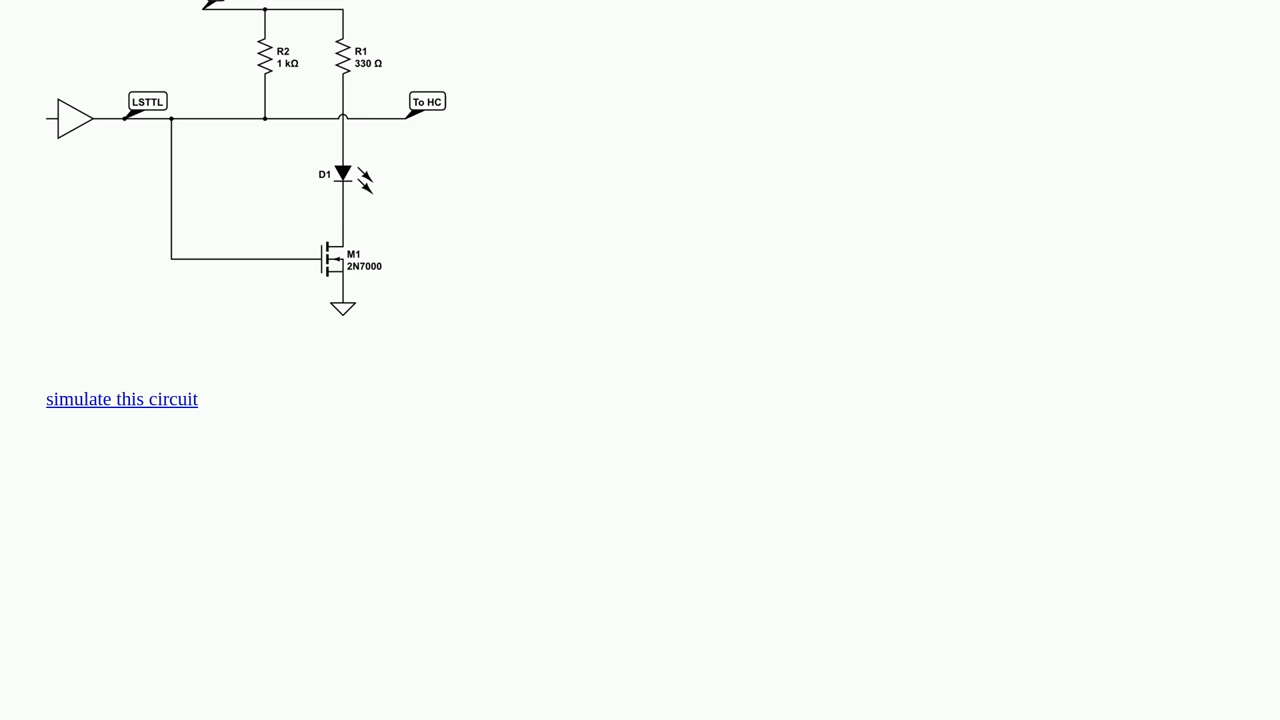 R2
1 kΩ
R1
330 Ω
LSTTL
To HC
D1
M1
2N7000
simulate this circuit